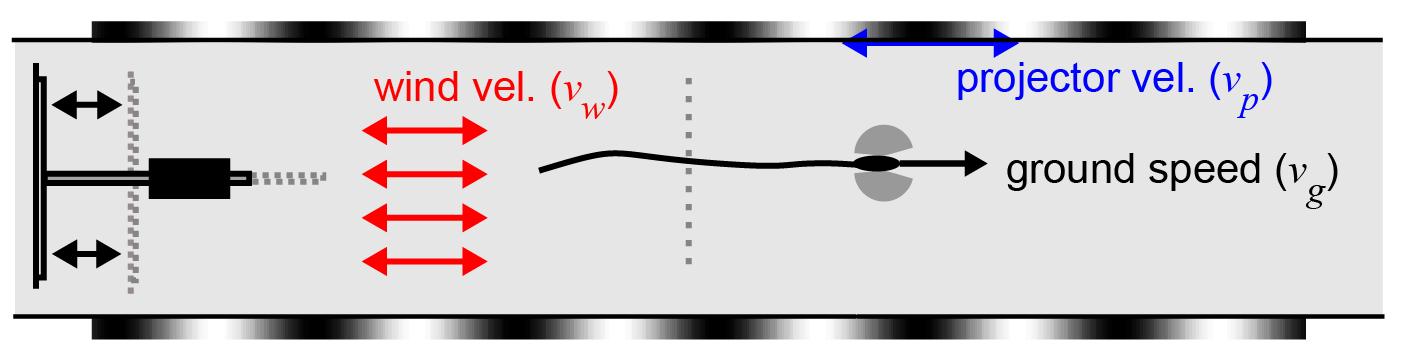 wind vel. (v_w)
projector vel. (v_p)
ground speed (v_g)